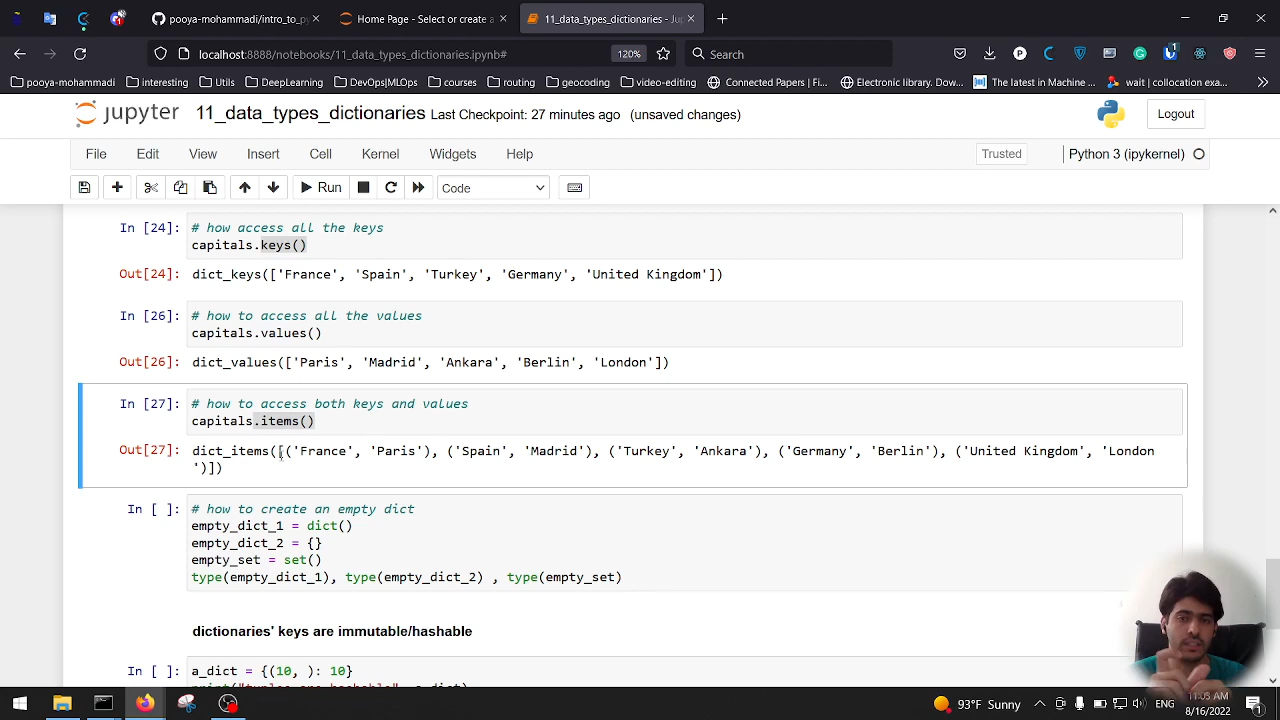 pooya-mohammadi/intro_to_py
Home Page - Select or create a
11_data_types_dictionaries - Jup
localhost:8888/notebooks/11_data_types_dictionaries.ipynb#
120%
Search
pooya-mohammadi
interesting
Utils
DeepLearning
DevOps|MLOps
courses
routing
geocoding
video-editing
Connected Papers | Fi...
Electronic library. Dow...
The latest in Machine ...
wait | collocation exa...
jupyter 11_data_types_dictionaries Last Checkpoint: 27 minutes ago (unsaved changes)
Logout
File Edit View Insert Cell Kernel Widgets Help
Trusted
Python 3 (ipykernel)
Run
Code
In [24]: # how access all the keys
capitals.keys()
Out[24]: dict_keys(['France', 'Spain', 'Turkey', 'Germany', 'United Kingdom'])
In [26]: # how to access all the values
capitals.values()
Out[26]: dict_values(['Paris', 'Madrid', 'Ankara', 'Berlin', 'London'])
In [27]: # how to access both keys and values
capitals.items()
Out[27]: dict_items([('France', 'Paris'), ('Spain', 'Madrid'), ('Turkey', 'Ankara'), ('Germany', 'Berlin'), ('United Kingdom', 'London
')])
In [ ]: # how to create an empty dict
empty_dict_1 = dict()
empty_dict_2 = {}
empty_set = set()
type(empty_dict_1), type(empty_dict_2) , type(empty_set)
dictionaries' keys are immutable/hashable
In [ ]: a_dict = {(10, ): 10}
93°F Sunny
ENG
11:05 AM
8/16/2022